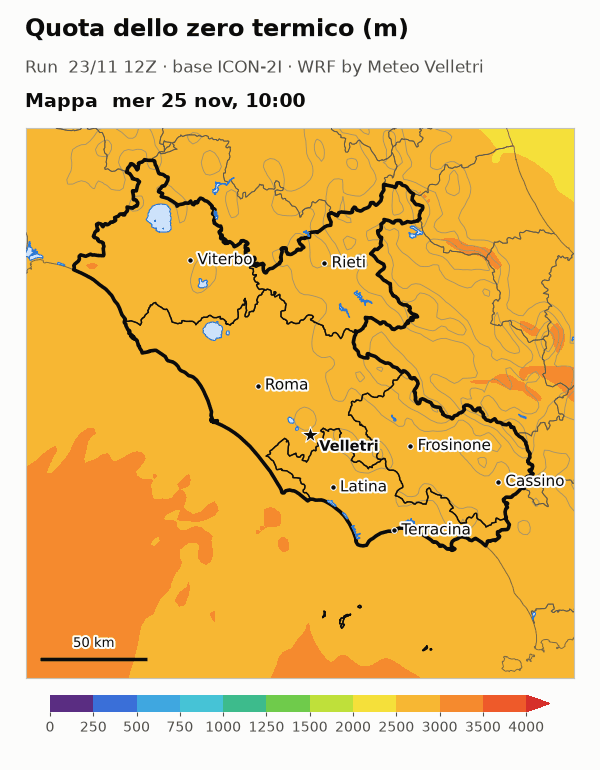 Quota dello zero termico (m)
Run 23/11 12Z · base ICON-2I · WRF by Meteo Velletri
Mappa mer 25 nov, 10:00
Viterbo
Rieti
Roma
Velletri
Frosinone
Latina
Cassino
Terracina
50 km
0 250 500 750 1000 1250 1500 2000 2500 3000 3500 4000